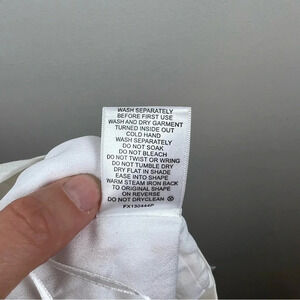 WASH SEPARATELY
BEFORE FIRST USE
WASH AND DRY GARMENT
TURNED INSIDE OUT
COLD HAND
WASH SEPARATELY
DO NOT SOAK
DO NOT BLEACH
DO NOT TWIST OR WRING
DO NOT TUMBLE DRY
DRY FLAT IN SHADE
EASE INTO SHAPE
WARM STEAM IRON BACK
TO ORIGINAL SHAPE
ON REVERSE
DO NOT DRYCLEAN